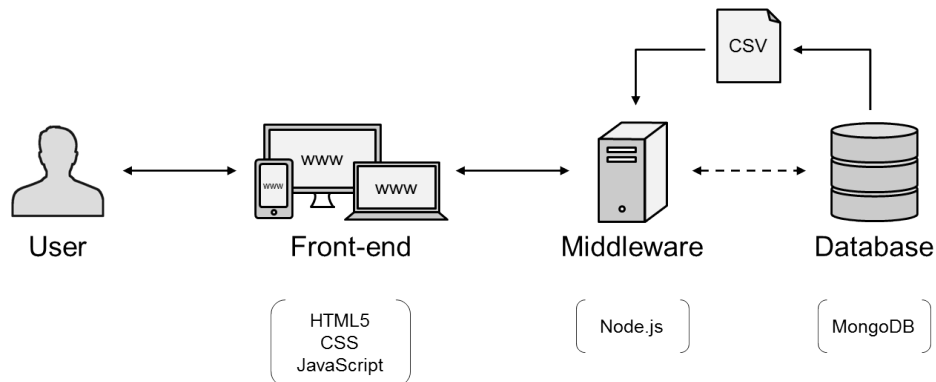 CSV
www
www
www
User
Front-end
Middleware
Database
HTML5
CSS
JavaScript
Node.js
MongoDB